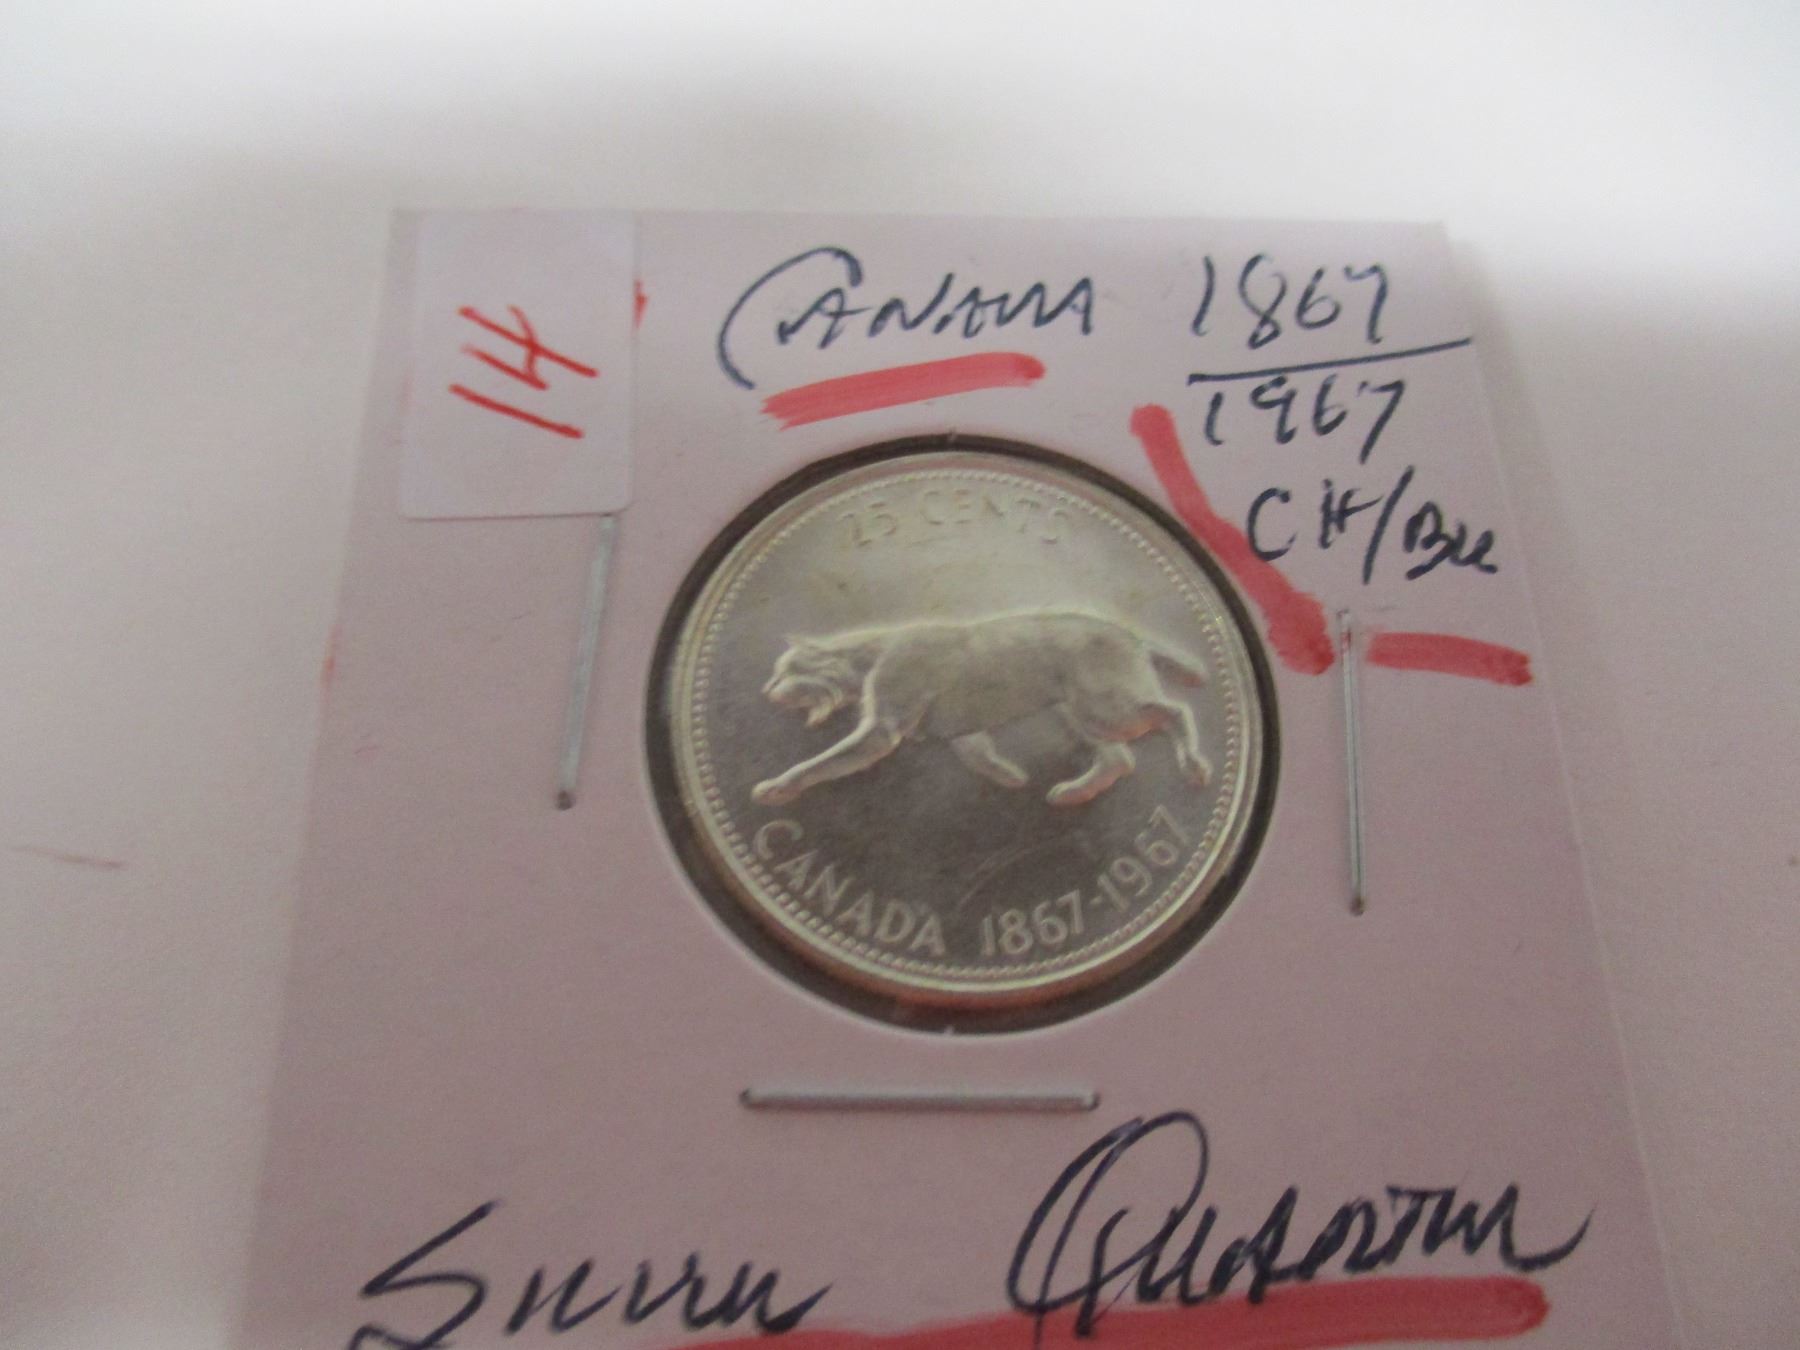 14
CANADA 1867
1967
CH/BU
25 CENTS
CANADA 1867-1967
SILVER QUARTER